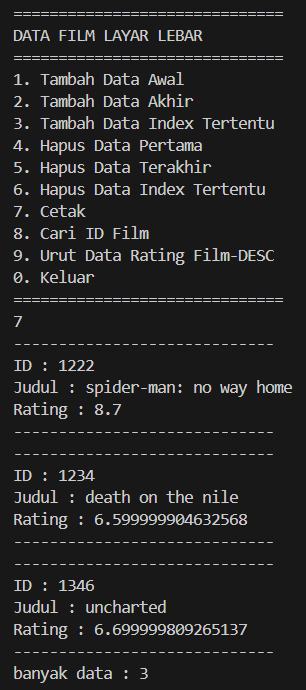 ==============================
DATA FILM LAYAR LEBAR
==============================
1. Tambah Data Awal
2. Tambah Data Akhir
3. Tambah Data Index Tertentu
4. Hapus Data Pertama
5. Hapus Data Terakhir
6. Hapus Data Index Tertentu
7. Cetak
8. Cari ID Film
9. Urut Data Rating Film-DESC
0. Keluar
==============================
7
-----------------------------
ID : 1222
Judul : spider-man: no way home
Rating : 8.7
-----------------------------
-----------------------------
ID : 1234
Judul : death on the nile
Rating : 6.599999904632568
-----------------------------
-----------------------------
ID : 1346
Judul : uncharted
Rating : 6.699999809265137
-----------------------------
banyak data : 3